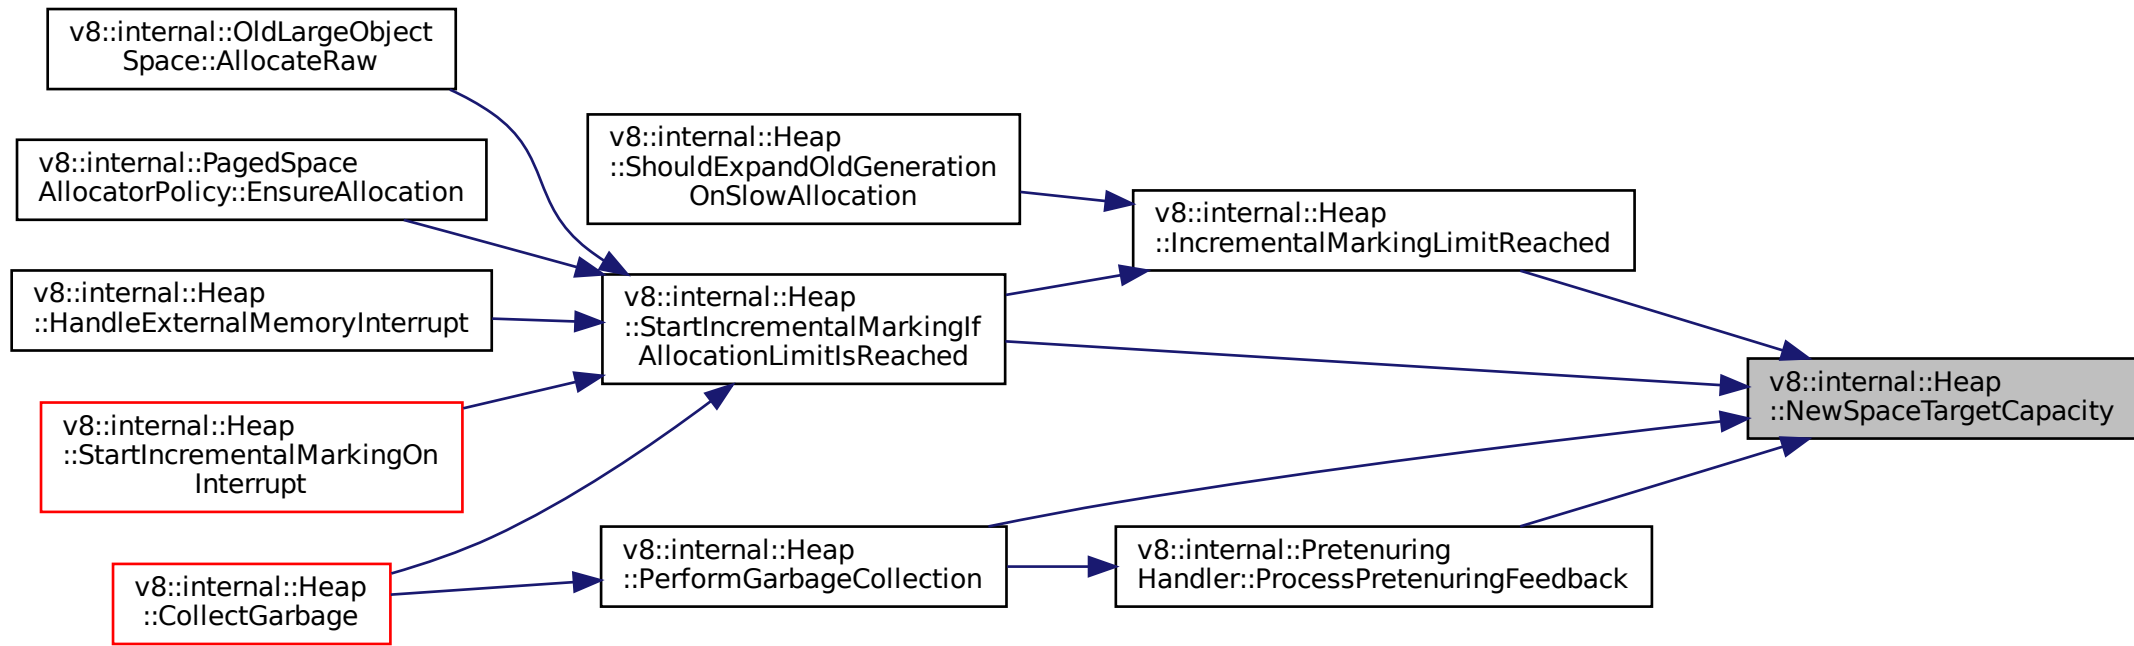 v8::internal::OldLargeObject
Space::AllocateRaw
v8::internal::PagedSpace
AllocatorPolicy::EnsureAllocation
v8::internal::Heap
::HandleExternalMemoryInterrupt
v8::internal::Heap
::StartIncrementalMarkingOn
Interrupt
v8::internal::Heap
::CollectGarbage
v8::internal::Heap
::ShouldExpandOldGeneration
OnSlowAllocation
v8::internal::Heap
::StartIncrementalMarkingIf
AllocationLimitIsReached
v8::internal::Heap
::PerformGarbageCollection
v8::internal::Heap
::IncrementalMarkingLimitReached
v8::internal::Pretenuring
Handler::ProcessPretenuringFeedback
v8::internal::Heap
::NewSpaceTargetCapacity